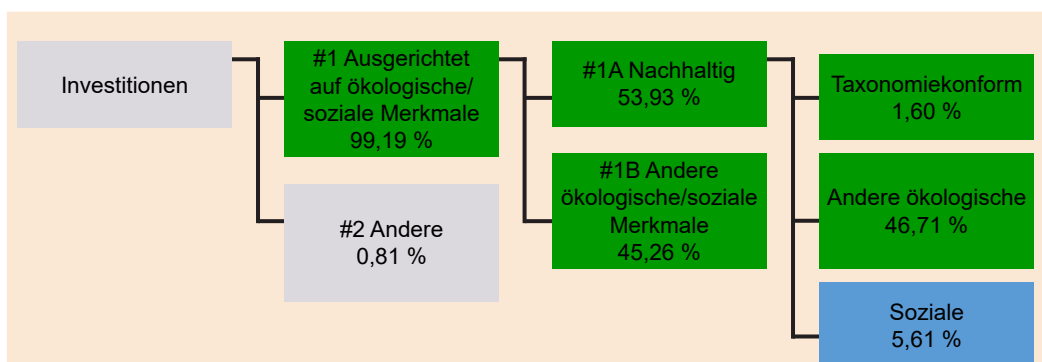 Investitionen
#1 Ausgerichtet
auf ökologische/
soziale Merkmale
99,19 %
#2 Andere
0,81 %
#1A Nachhaltig
53,93 %
#1B Andere
ökologische/soziale
Merkmale
45,26 %
Taxonomiekonform
1,60 %
Andere ökologische
46,71 %
Soziale
5,61 %